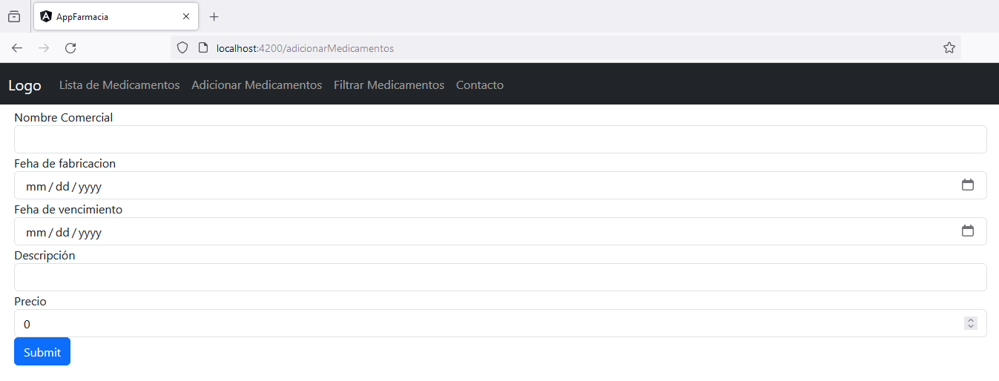 AppFarmacia
localhost:4200/adicionarMedicamentos
Logo Lista de Medicamentos Adicionar Medicamentos Filtrar Medicamentos Contacto
Nombre Comercial
Feha de fabricacion
mm / dd / yyyy
Feha de vencimiento
mm / dd / yyyy
Descripción
Precio
0
Submit